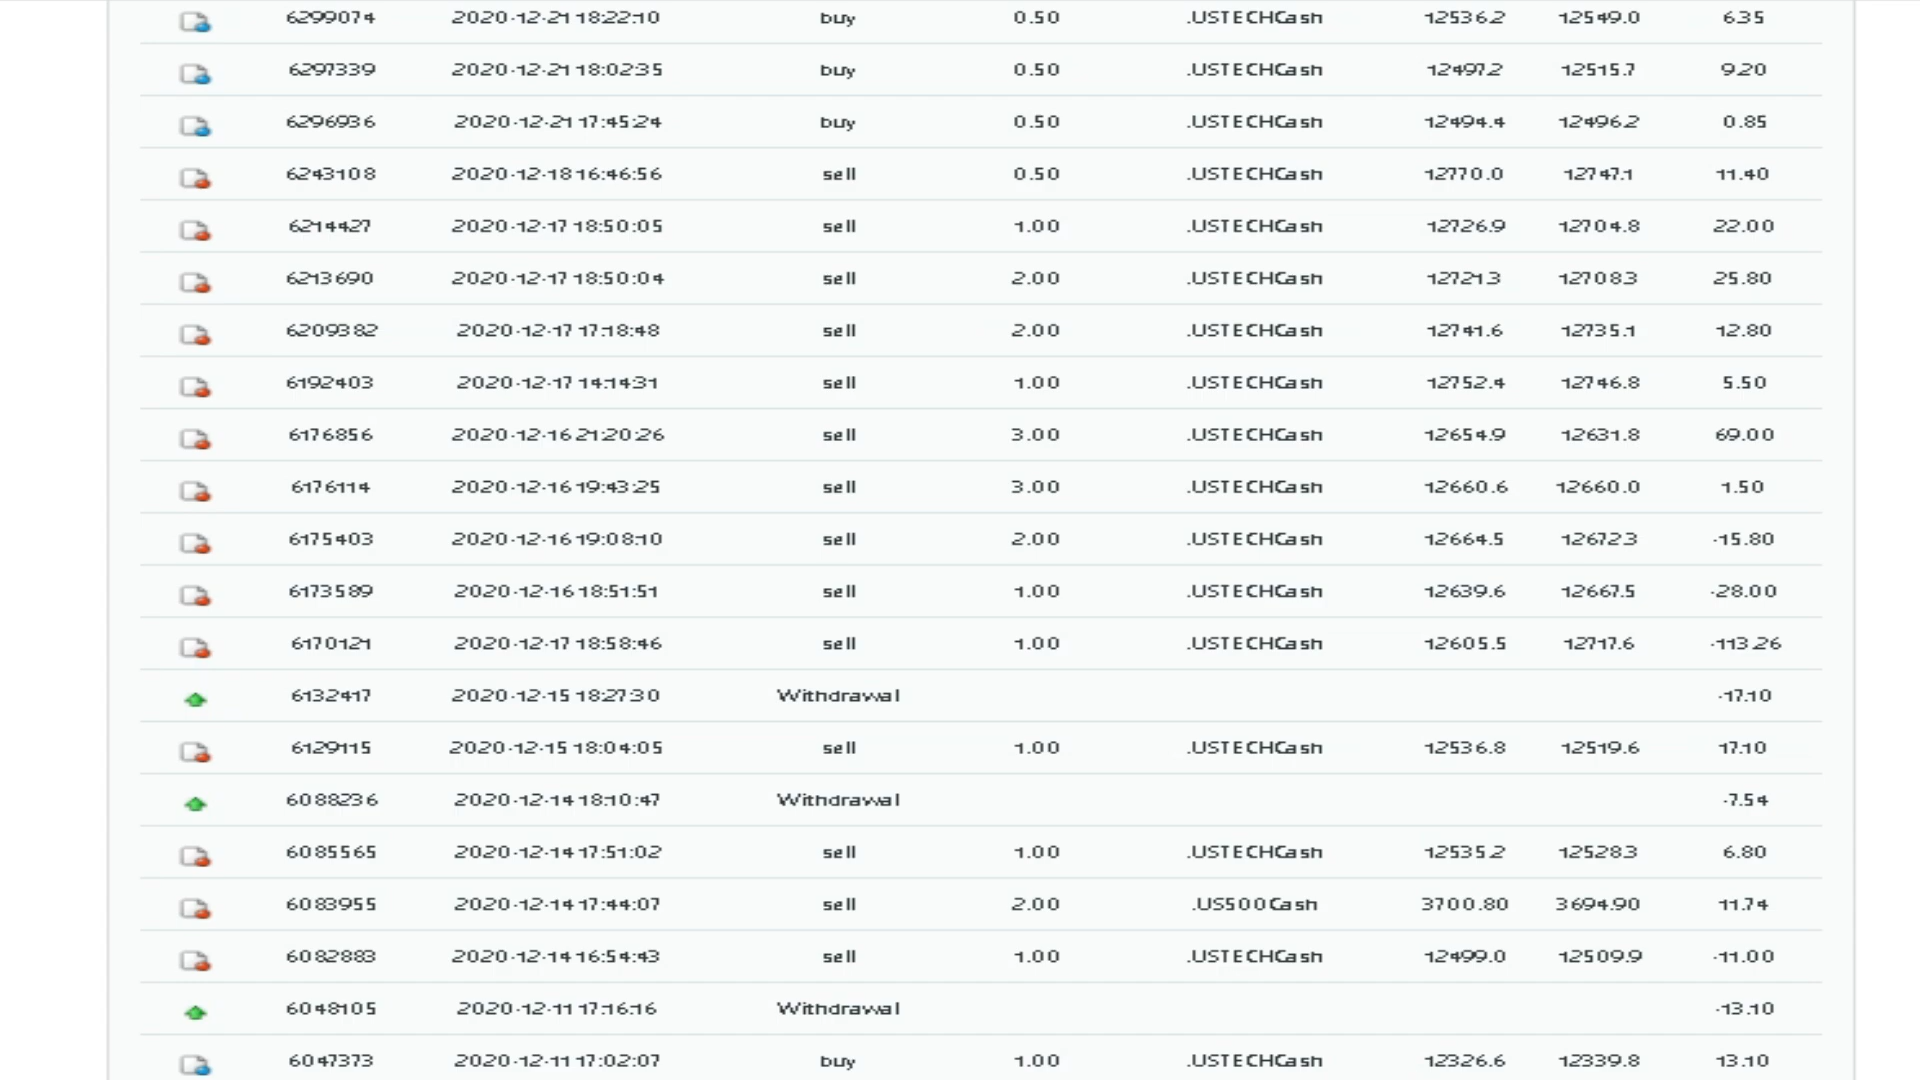 6299074 2020-12-21 18:22:10 buy 0.50 .USTECHCash 12536.2 12549.0 6.35
6297339 2020-12-21 18:02:35 buy 0.50 .USTECHCash 12497.2 12515.7 9.20
6296936 2020-12-21 17:45:24 buy 0.50 .USTECHCash 12494.4 12496.2 0.85
6243108 2020-12-18 16:46:56 sell 0.50 .USTECHCash 12770.0 12747.1 11.40
6214427 2020-12-17 18:50:05 sell 1.00 .USTECHCash 12726.9 12704.8 22.00
6213690 2020-12-17 18:50:04 sell 2.00 .USTECHCash 12721.3 12708.3 25.80
6209382 2020-12-17 17:18:48 sell 2.00 .USTECHCash 12741.6 12735.1 12.80
6192403 2020-12-17 14:14:31 sell 1.00 .USTECHCash 12752.4 12746.8 5.50
6176856 2020-12-16 21:20:26 sell 3.00 .USTECHCash 12654.9 12631.8 69.00
6176114 2020-12-16 19:43:25 sell 3.00 .USTECHCash 12660.6 12660.0 1.50
6175403 2020-12-16 19:08:10 sell 2.00 .USTECHCash 12664.5 12672.3 -15.80
6173589 2020-12-16 18:51:51 sell 1.00 .USTECHCash 12639.6 12667.5 -28.00
6170121 2020-12-17 18:58:46 sell 1.00 .USTECHCash 12605.5 12717.6 -113.26
6132417 2020-12-15 18:27:30 Withdrawal -17.10
6129115 2020-12-15 18:04:05 sell 1.00 .USTECHCash 12536.8 12519.6 17.10
6088236 2020-12-14 18:10:47 Withdrawal -7.54
6085565 2020-12-14 17:51:02 sell 1.00 .USTECHCash 12535.2 12528.3 6.80
6083955 2020-12-14 17:44:07 sell 2.00 .US500Cash 3700.80 3694.90 11.74
6082883 2020-12-14 16:54:43 sell 1.00 .USTECHCash 12499.0 12509.9 -11.00
6048105 2020-12-11 17:16:16 Withdrawal -13.10
6047373 2020-12-11 17:02:07 buy 1.00 .USTECHCash 12326.6 12339.8 13.10